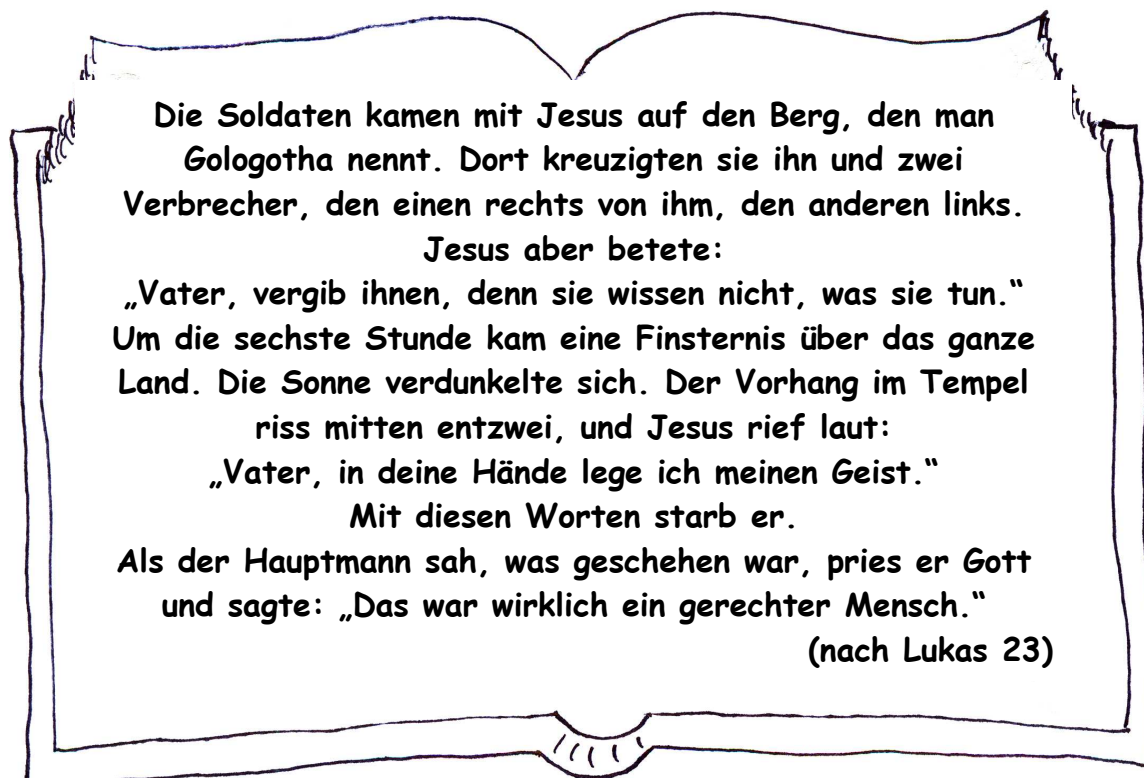 Die Soldaten kamen mit Jesus auf den Berg, den man
Gologotha nennt. Dort kreuzigten sie ihn und zwei
Verbrecher, den einen rechts von ihm, den anderen links.
Jesus aber betete:
„Vater, vergib ihnen, denn sie wissen nicht, was sie tun.“
Um die sechste Stunde kam eine Finsternis über das ganze
Land. Die Sonne verdunkelte sich. Der Vorhang im Tempel
riss mitten entzwei, und Jesus rief laut:
„Vater, in deine Hände lege ich meinen Geist.“
Mit diesen Worten starb er.
Als der Hauptmann sah, was geschehen war, pries er Gott
und sagte: „Das war wirklich ein gerechter Mensch.“
(nach Lukas 23)